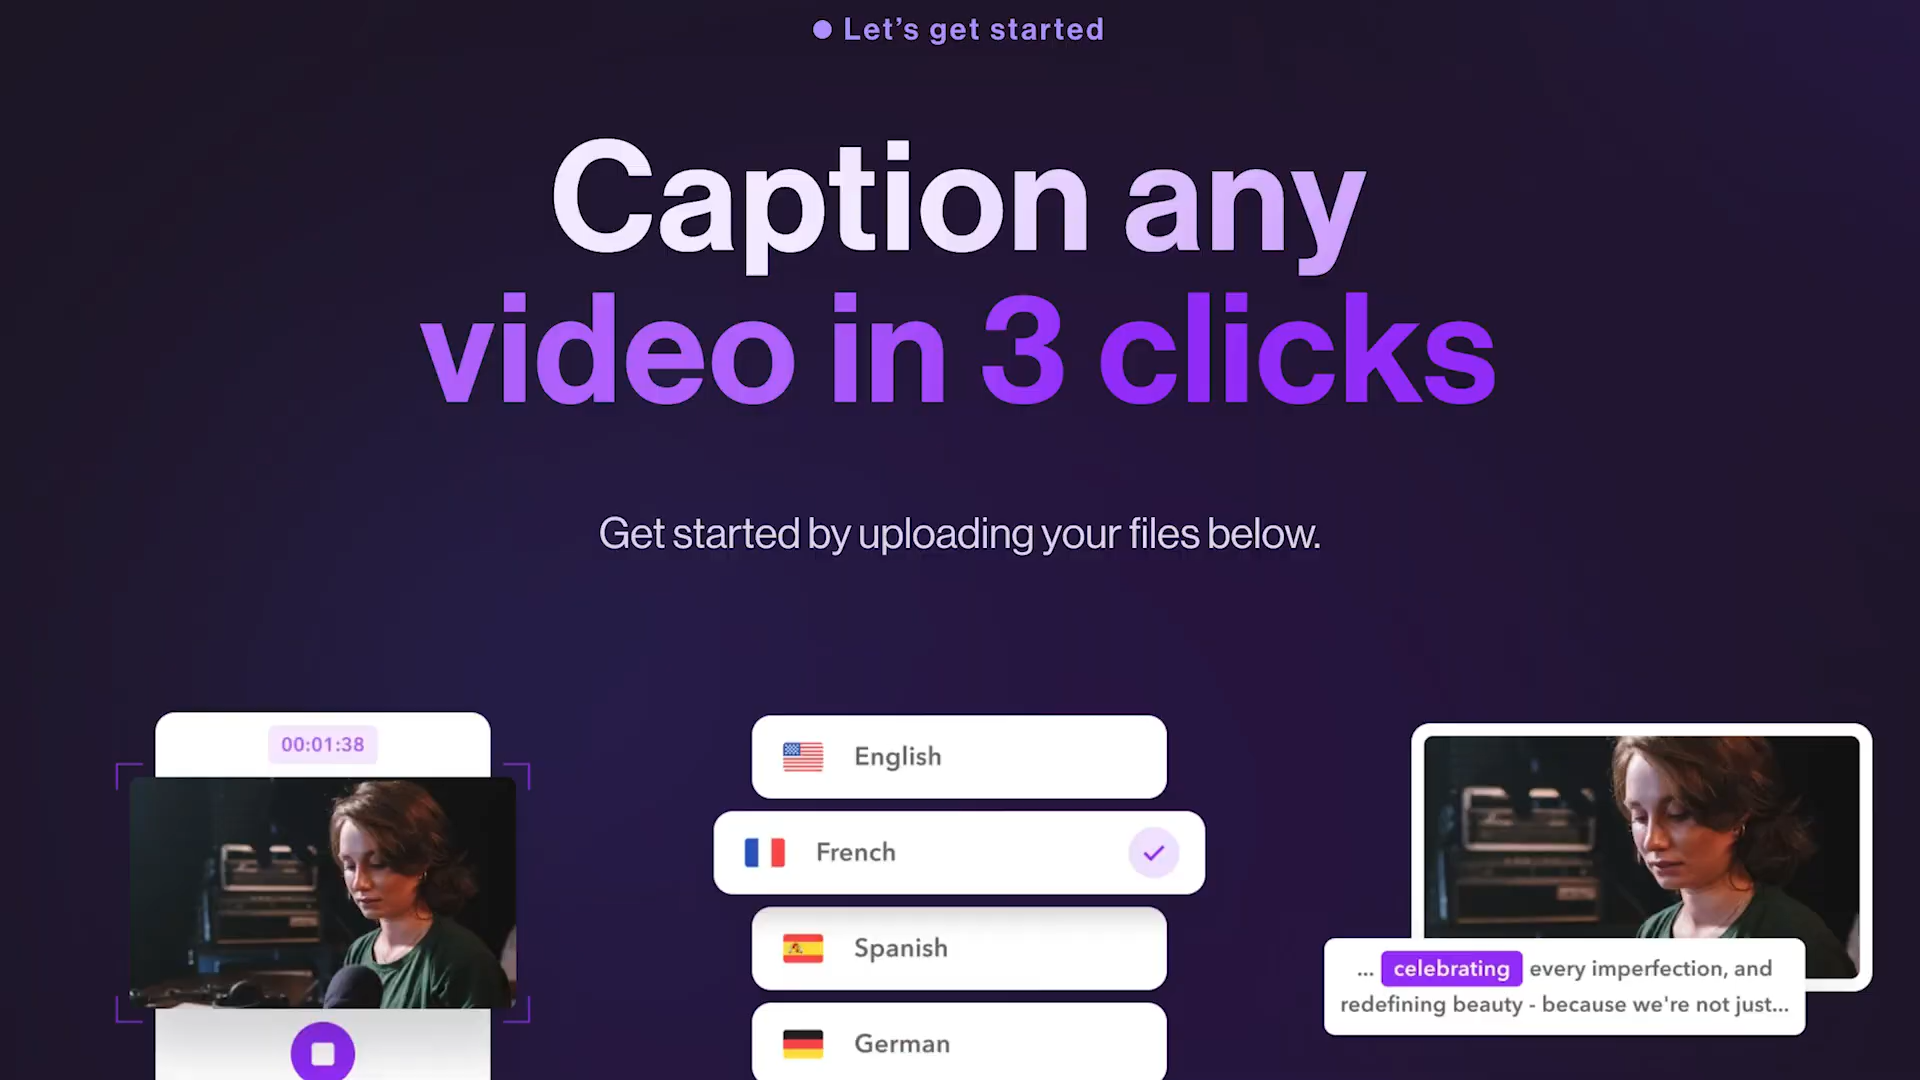 Let’s get started
Caption any
video in 3 clicks
Get started by uploading your files below.
00:01:38
English
French
Spanish
German
... celebrating every imperfection, and
redefining beauty - because we're not just...